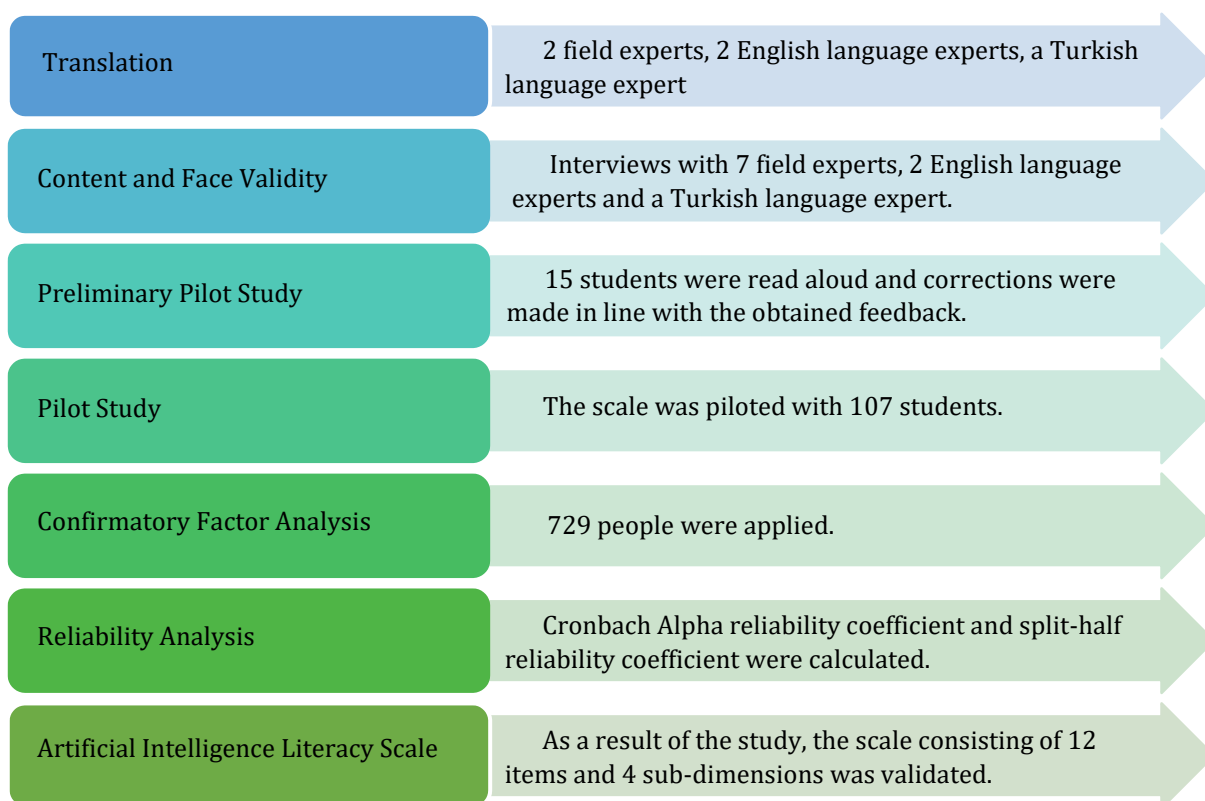 Translation
2 field experts, 2 English language experts, a Turkish
language expert
Content and Face Validity
Interviews with 7 field experts, 2 English language
experts and a Turkish language expert.
Preliminary Pilot Study
15 students were read aloud and corrections were
made in line with the obtained feedback.
Pilot Study
The scale was piloted with 107 students.
Confirmatory Factor Analysis
729 people were applied.
Reliability Analysis
Cronbach Alpha reliability coefficient and split-half
reliability coefficient were calculated.
Artificial Intelligence Literacy Scale
As a result of the study, the scale consisting of 12
items and 4 sub-dimensions was validated.